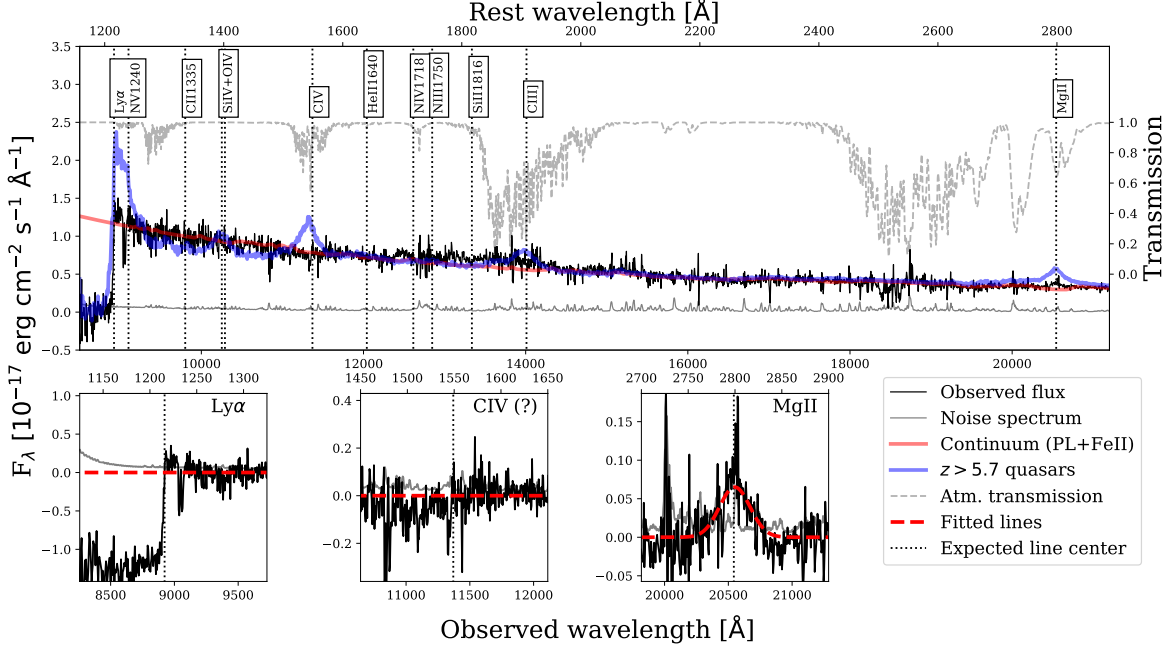 Rest wavelength [Å]
1200 1400 1600 1800 2000 2200 2400 2600 2800
3.5
3.0
2.5
2.0
1.5
1.0
0.5
0.0
−0.5
Lyα
NV1240
CII1335
SiIV+OIV
CIV
HeII1640
NIV1718
NIII1750
SiII1816
CIII]
MgII
1.0
0.8
0.6
0.4
0.2
0.0
Transmission
10000 12000 14000 16000 18000 20000
F_λ [10⁻¹⁷ erg cm⁻² s⁻¹ Å⁻¹]
1150 1200 1250 1300
Lyα
1.0
0.5
0.0
−0.5
−1.0
8500 9000 9500
1450 1500 1550 1600 1650
CIV (?)
0.4
0.2
0.0
−0.2
11000 11500 12000
2700 2750 2800 2850 2900
MgII
0.15
0.10
0.05
0.00
−0.05
20000 20500 21000
Observed flux
Noise spectrum
Continuum (PL+FeII)
z > 5.7 quasars
Atm. transmission
Fitted lines
Expected line center
Observed wavelength [Å]